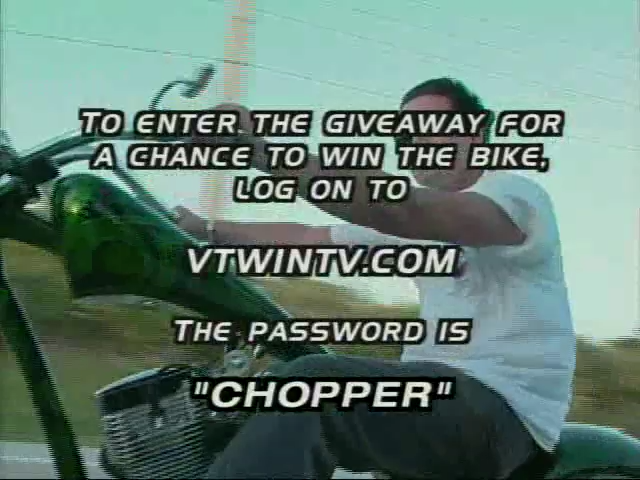 TO ENTER THE GIVEAWAY FOR
A CHANCE TO WIN THE BIKE,
LOG ON TO
VTWINTV.COM
THE PASSWORD IS
"CHOPPER"